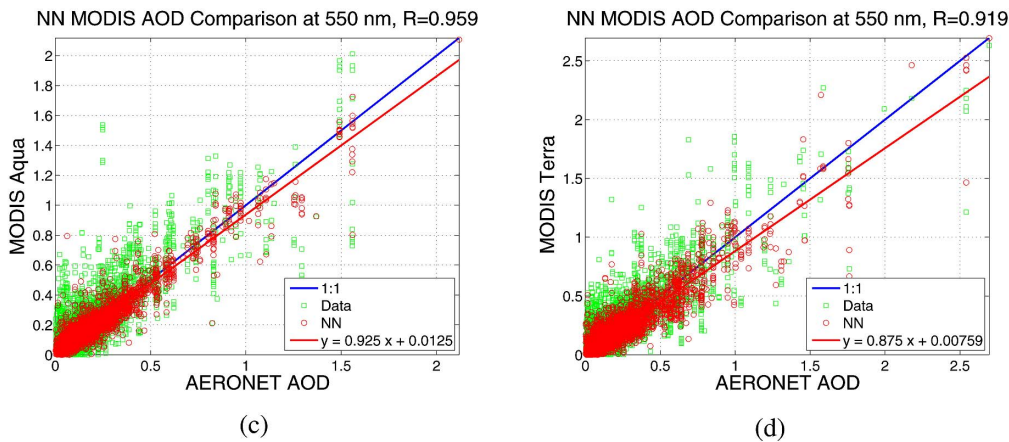 NN MODIS AOD Comparison at 550 nm, R=0.959
MODIS Aqua
2
1.8
1.6
1.4
1.2
1
0.8
0.6
0.4
0.2
0
0
0.5
1
1.5
2
AERONET AOD
1:1
Data
NN
y = 0.925 x + 0.0125
(c)
NN MODIS AOD Comparison at 550 nm, R=0.919
MODIS Terra
2.5
2
1.5
1
0.5
0
0
0.5
1
1.5
2
2.5
AERONET AOD
1:1
Data
NN
y = 0.875 x + 0.00759
(d)